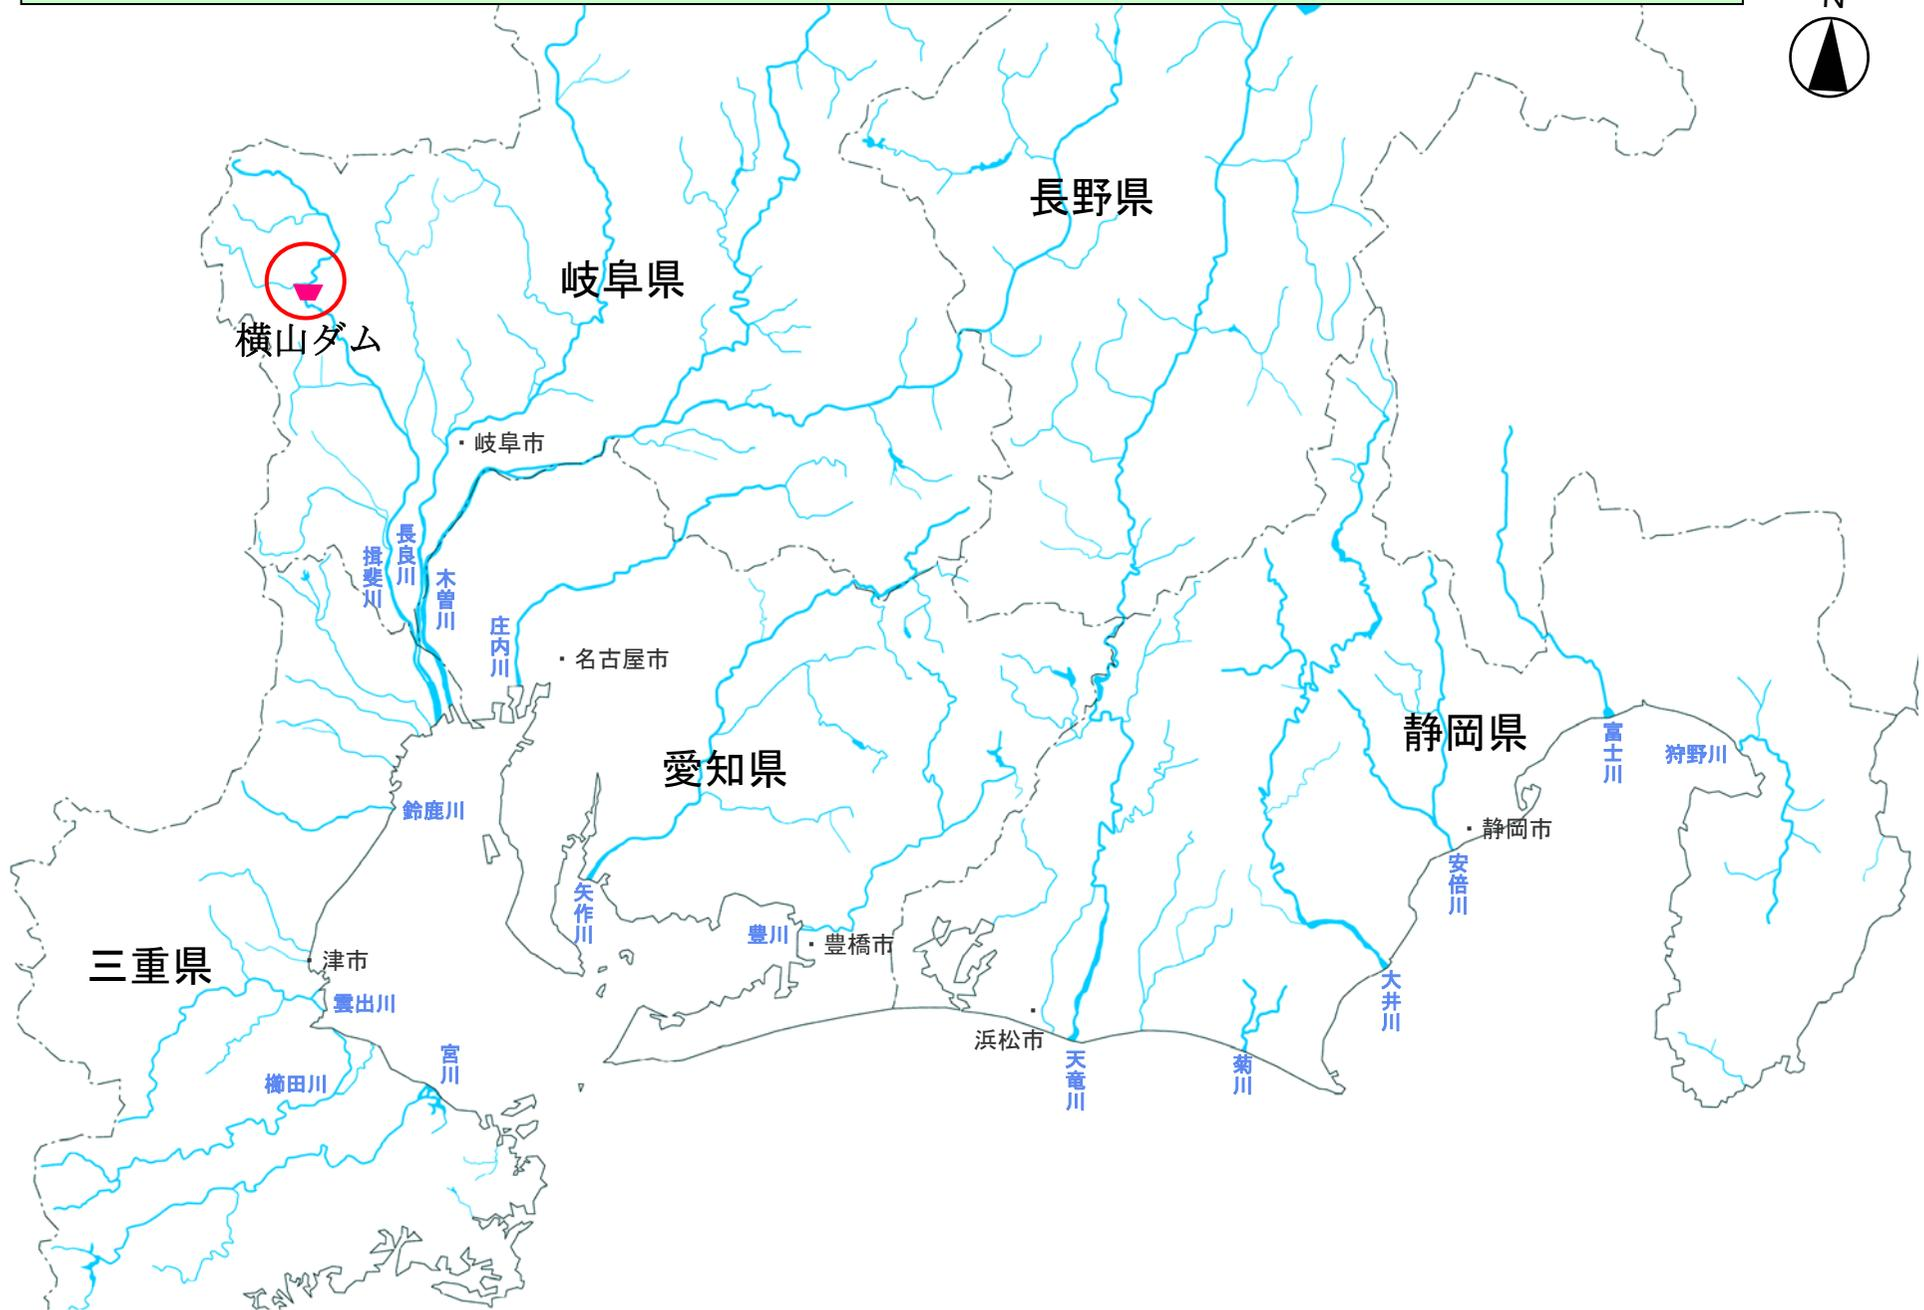 N
長野県
岐阜県
横山ダム
岐阜市
長良川
揖斐川
木曽川
庄内川
名古屋市
静岡県
富士川
狩野川
愛知県
鈴鹿川
静岡市
安倍川
矢作川
豊川
豊橋市
三重県
津市
雲出川
大井川
浜松市
宮川
櫛田川
天竜川
菊川